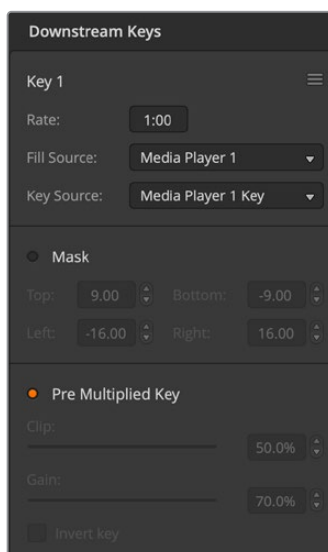 Downstream Keys
Key 1
Rate: 1:00
Fill Source: Media Player 1
Key Source: Media Player 1 Key
Mask
Top: 9.00 Bottom: -9.00
Left: -16.00 Right: 16.00
Pre Multiplied Key
Clip:
50.0%
Gain:
70.0%
Invert key